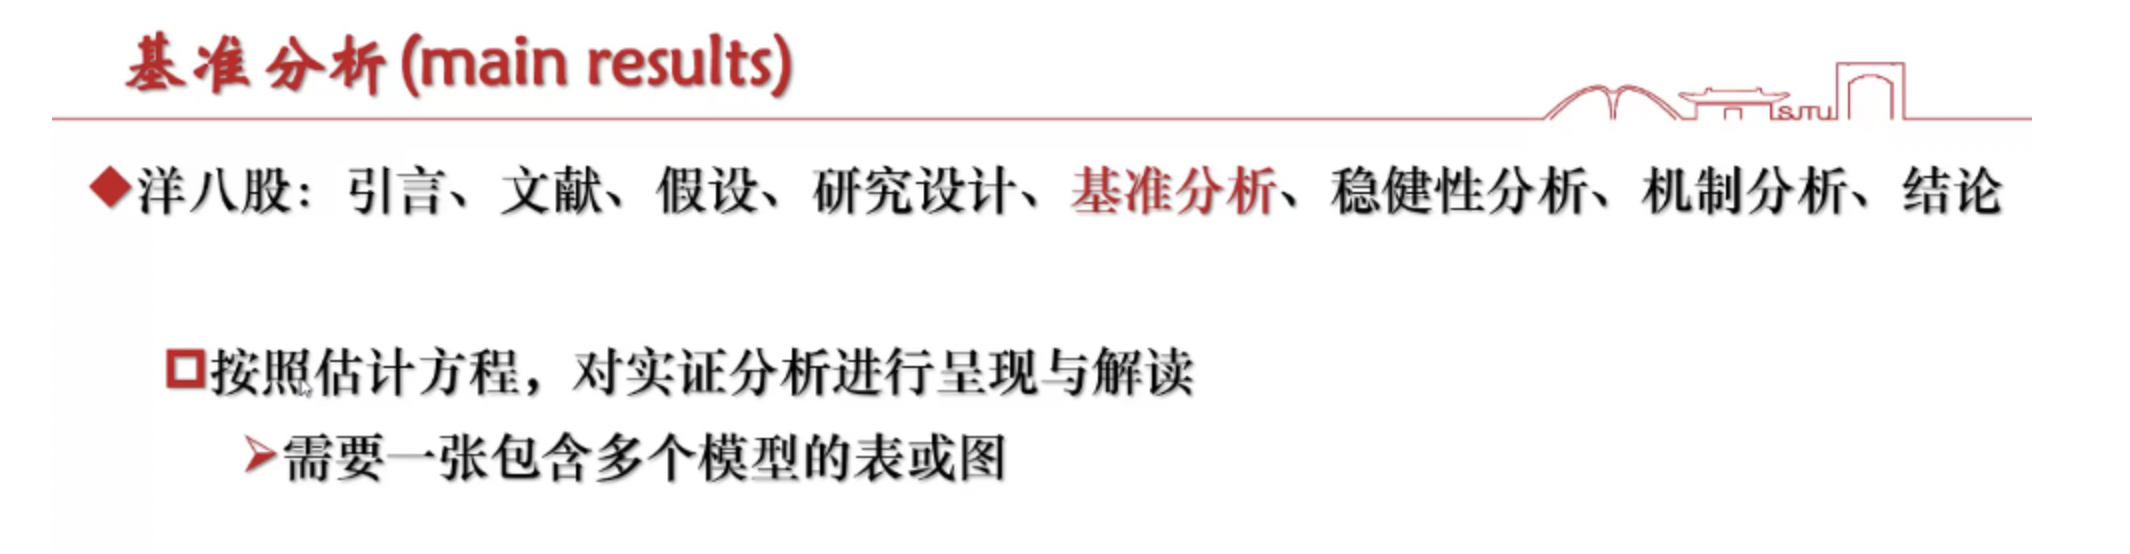 基准分析(main results)
SJTU
洋八股：引言、文献、假设、研究设计、基准分析、稳健性分析、机制分析、结论
按照估计方程，对实证分析进行呈现与解读
需要一张包含多个模型的表或图